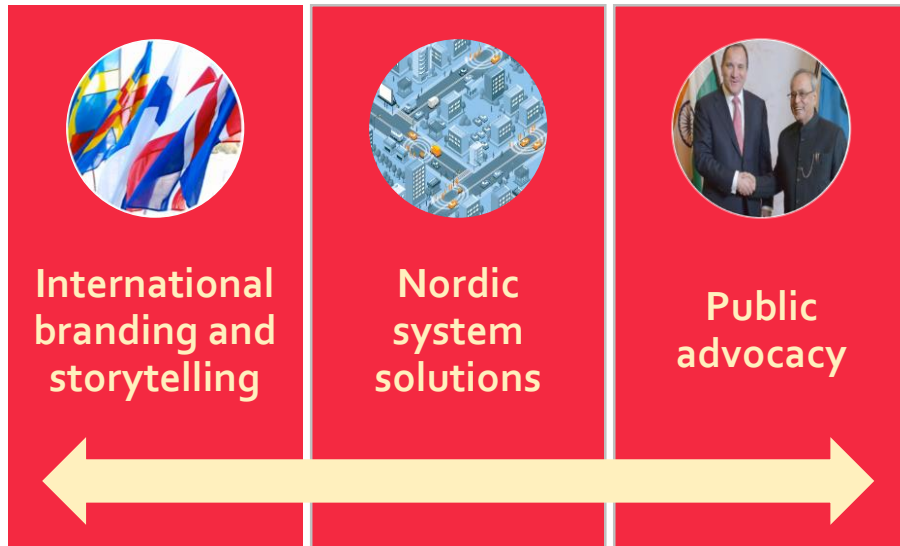 International
branding and
storytelling
Nordic
system
solutions
Public
advocacy